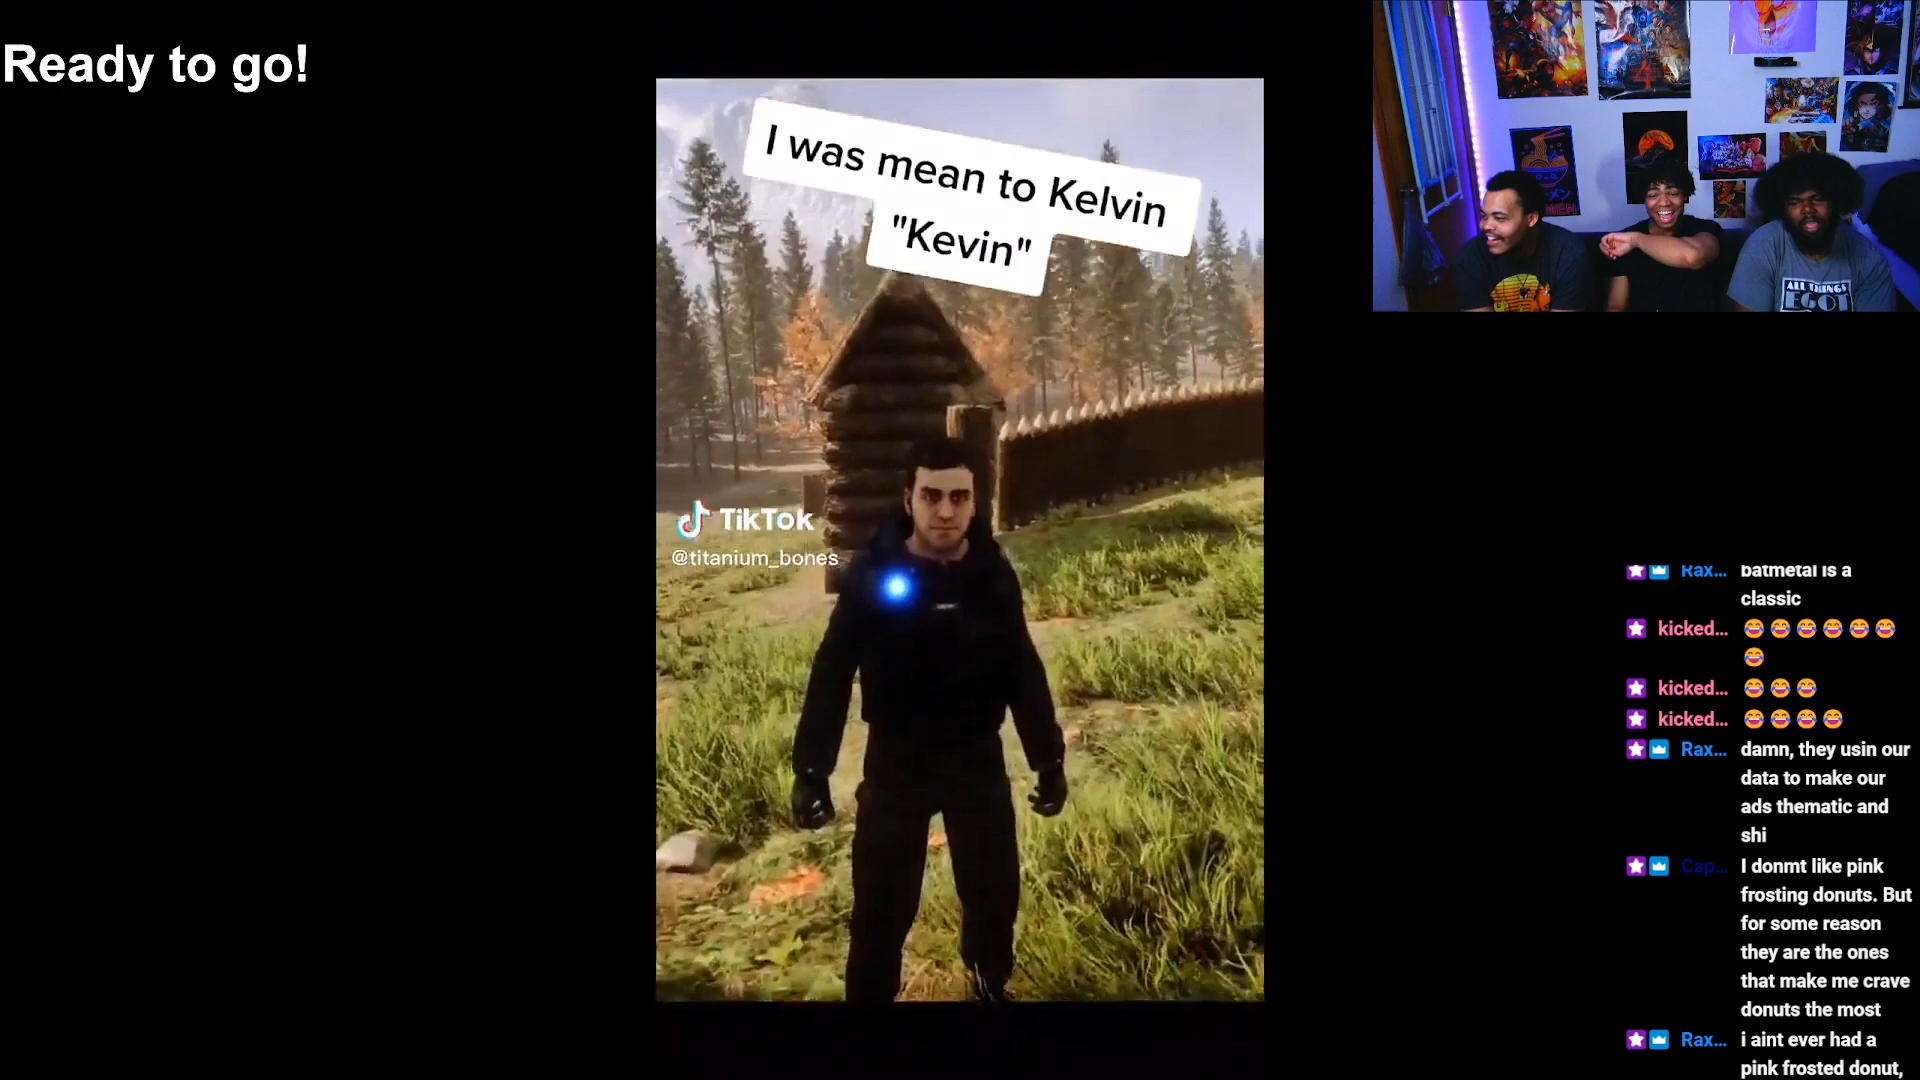 Ready to go!
I was mean to Kelvin
"Kevin"
TikTok
@titanium_bones
メン
ALL THINGS
EGOT
Rax... batmetal is a
classic
kicked...
kicked...
kicked...
Rax... damn, they usin our
data to make our
ads thematic and
shi
Cap... I donmt like pink
frosting donuts. But
for some reason
they are the ones
that make me crave
donuts the most
Rax... i aint ever had a
pink frosted donut,